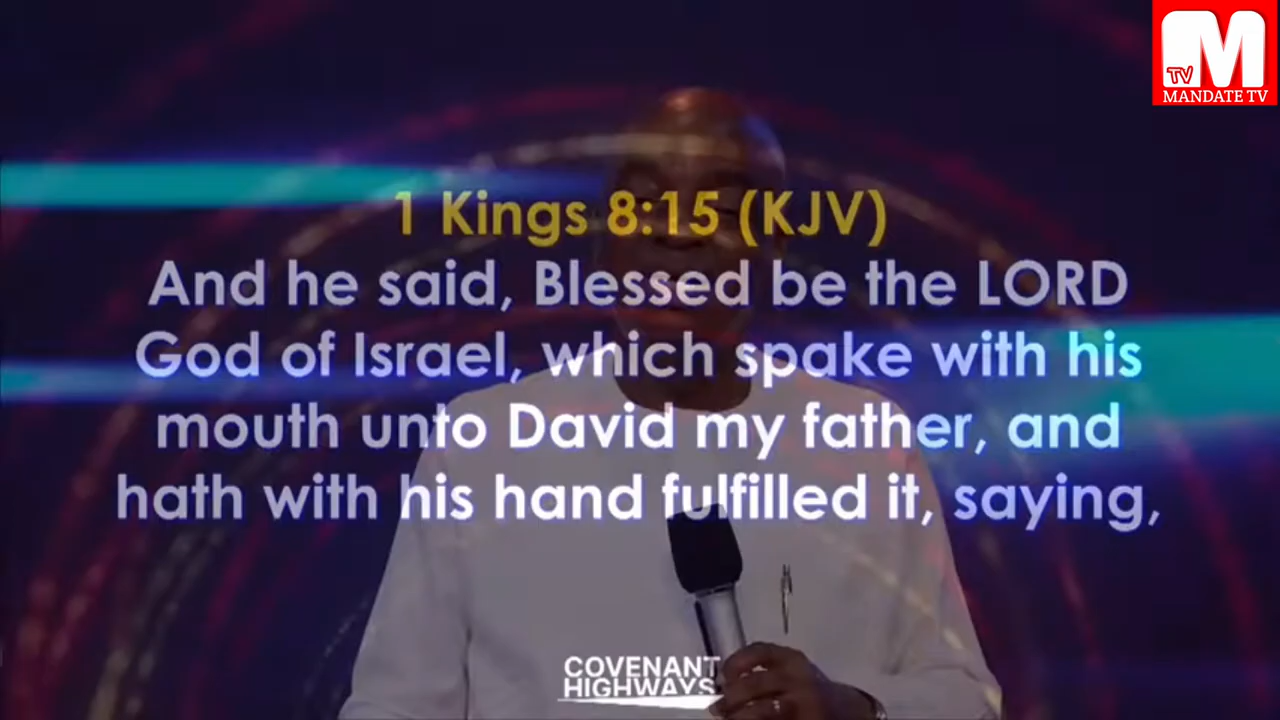 TV M
MANDATE TV
1 Kings 8:15 (KJV)
And he said, Blessed be the LORD
God of Israel, which spake with his
mouth unto David my father, and
hath with his hand fulfilled it, saying,
COVENANT
HIGHWAYS